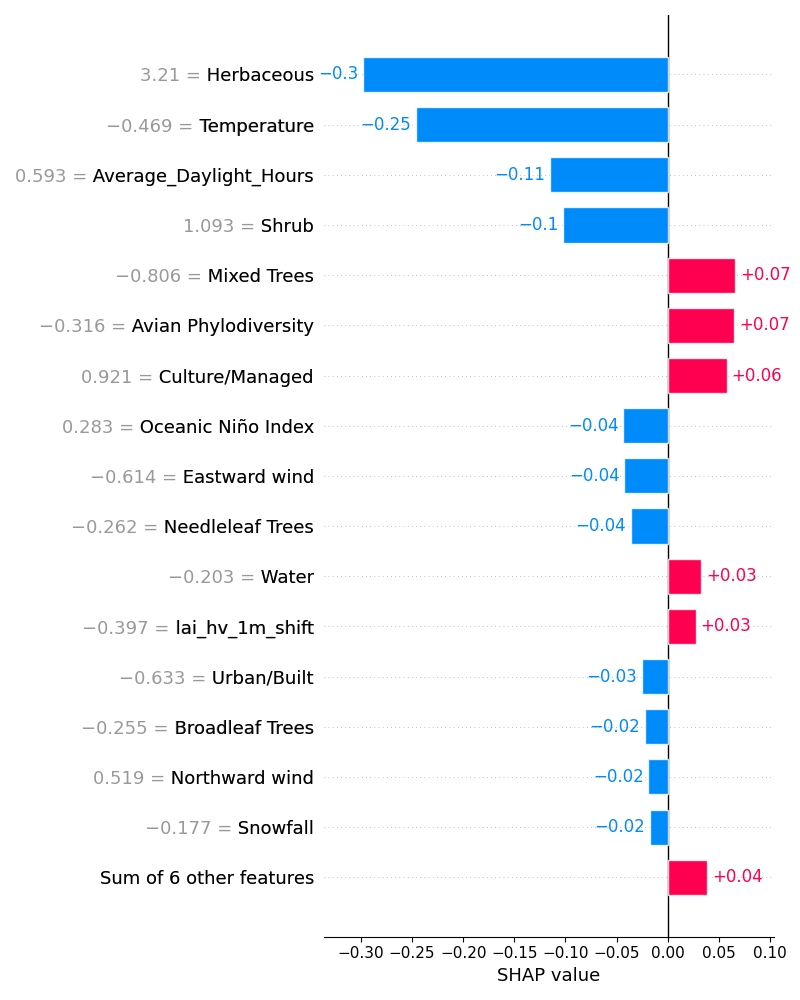 3.21 = Herbaceous −0.3
−0.469 = Temperature −0.25
0.593 = Average_Daylight_Hours −0.11
1.093 = Shrub −0.1
−0.806 = Mixed Trees +0.07
−0.316 = Avian Phylodiversity +0.07
0.921 = Culture/Managed +0.06
0.283 = Oceanic Niño Index −0.04
−0.614 = Eastward wind −0.04
−0.262 = Needleleaf Trees −0.04
−0.203 = Water +0.03
−0.397 = lai_hv_1m_shift +0.03
−0.633 = Urban/Built −0.03
−0.255 = Broadleaf Trees −0.02
0.519 = Northward wind −0.02
−0.177 = Snowfall −0.02
Sum of 6 other features +0.04
−0.30 −0.25 −0.20 −0.15 −0.10 −0.05 0.00 0.05 0.10
SHAP value